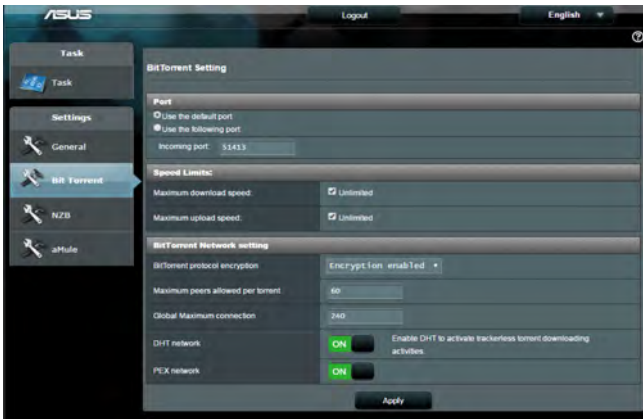 ASUS
Logout
English
?
Task
Task
Settings
General
Bit Torrent
NZB
aMule
BitTorrent Setting
Port
Use the default port
Use the following port
Incoming port: 51413
Speed Limits:
Maximum download speed: Unlimited
Maximum upload speed: Unlimited
BitTorrent Network setting
BitTorrent protocol encryption Encryption enabled
Maximum peers allowed per torrent 60
Global Maximum connection 240
DHT network ON Enable DHT to activate trackerless torrent downloading
activities.
PEX network ON
Apply